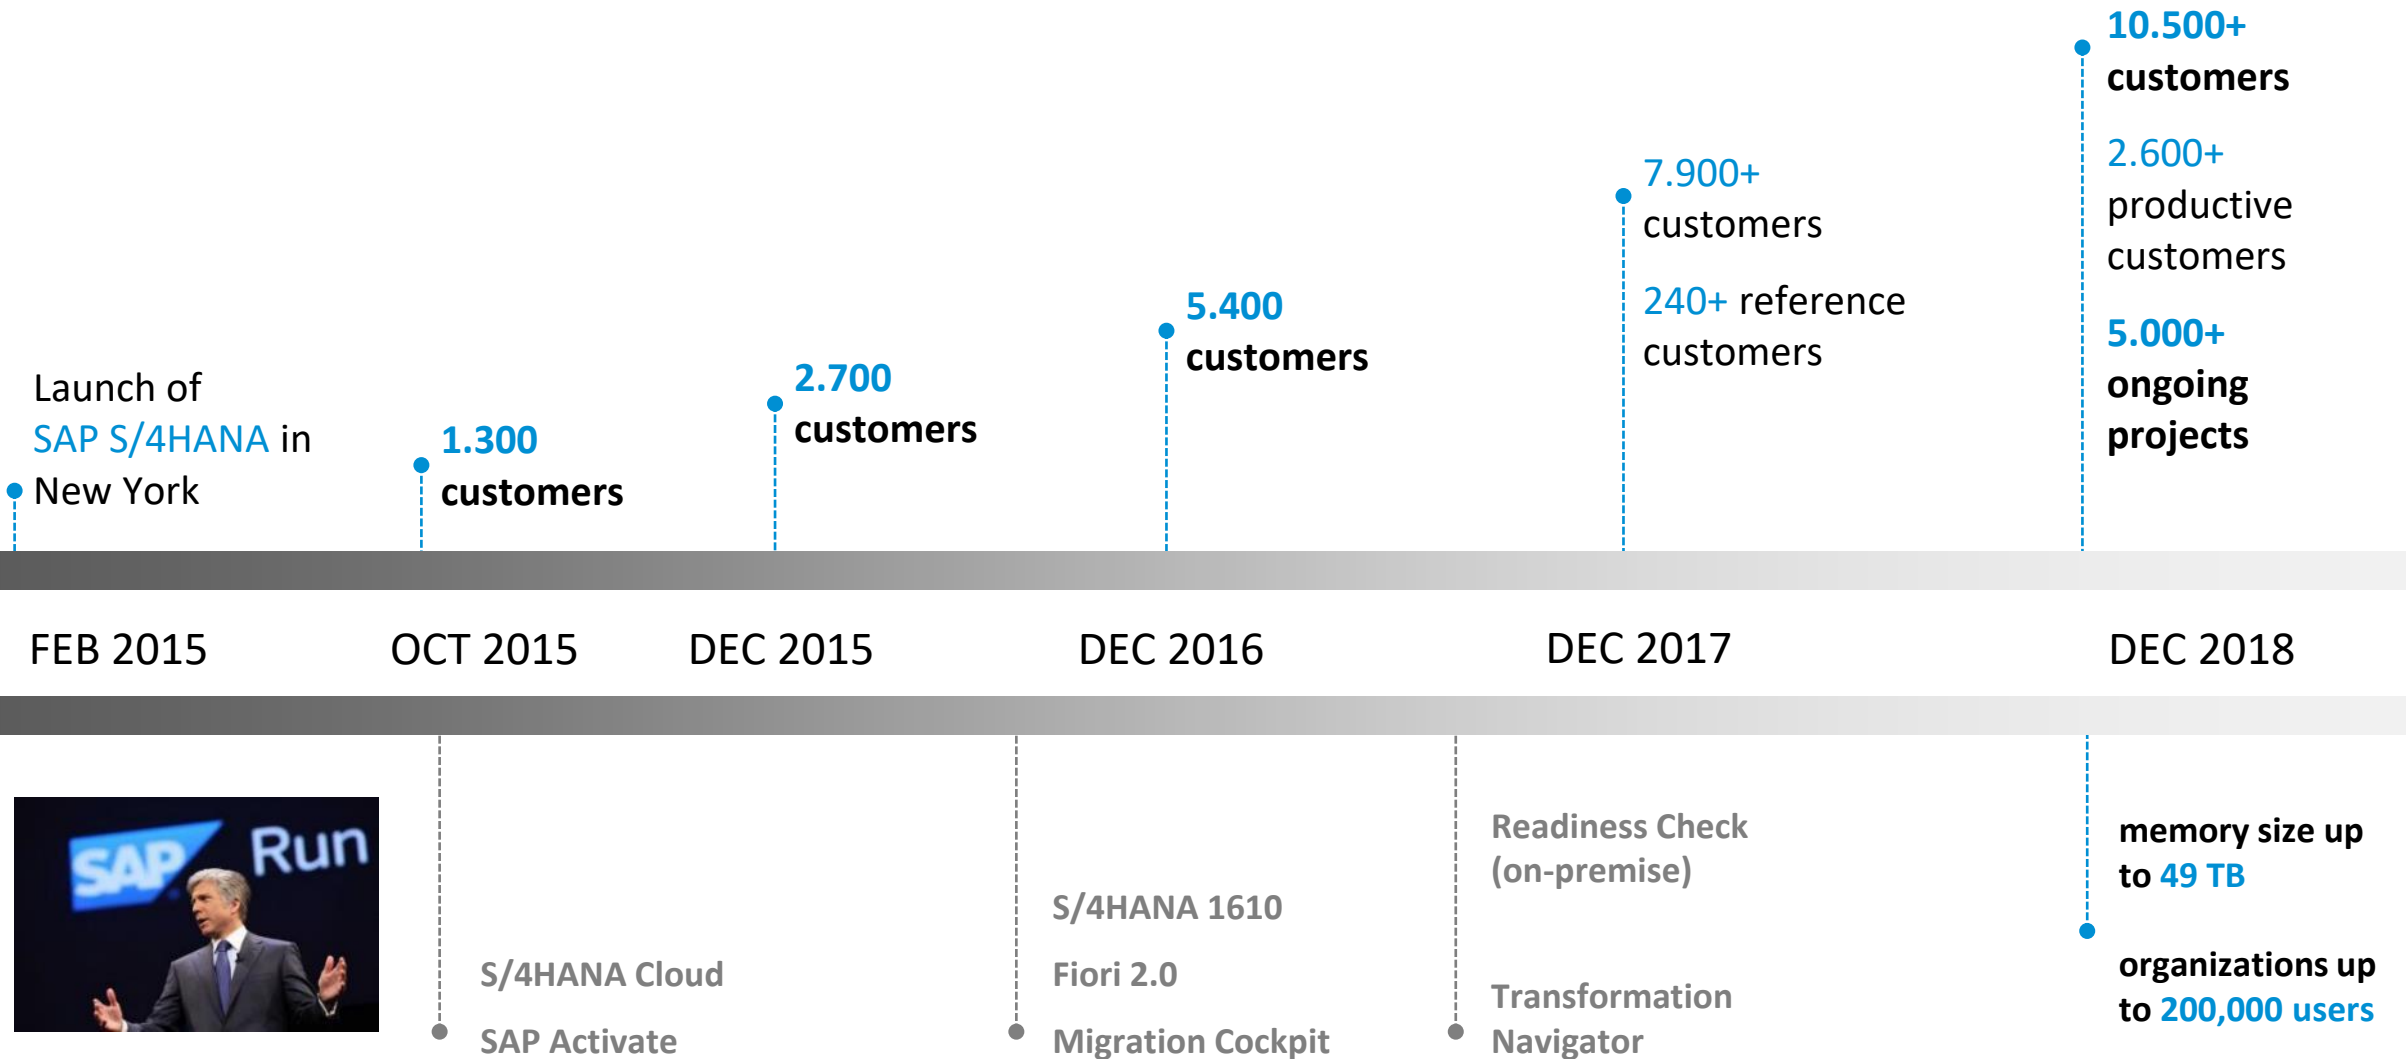 10.500+
customers
2.600+
productive
customers
5.000+
ongoing
projects
7.900+
customers
240+ reference
customers
5.400
customers
2.700
customers
1.300
customers
Launch of
SAP S/4HANA in
New York
FEB 2015
OCT 2015
DEC 2015
DEC 2016
DEC 2017
DEC 2018
SAP
Run
S/4HANA Cloud
SAP Activate
S/4HANA 1610
Fiori 2.0
Migration Cockpit
Readiness Check
(on-premise)
Transformation
Navigator
memory size up
to 49 TB
organizations up
to 200,000 users